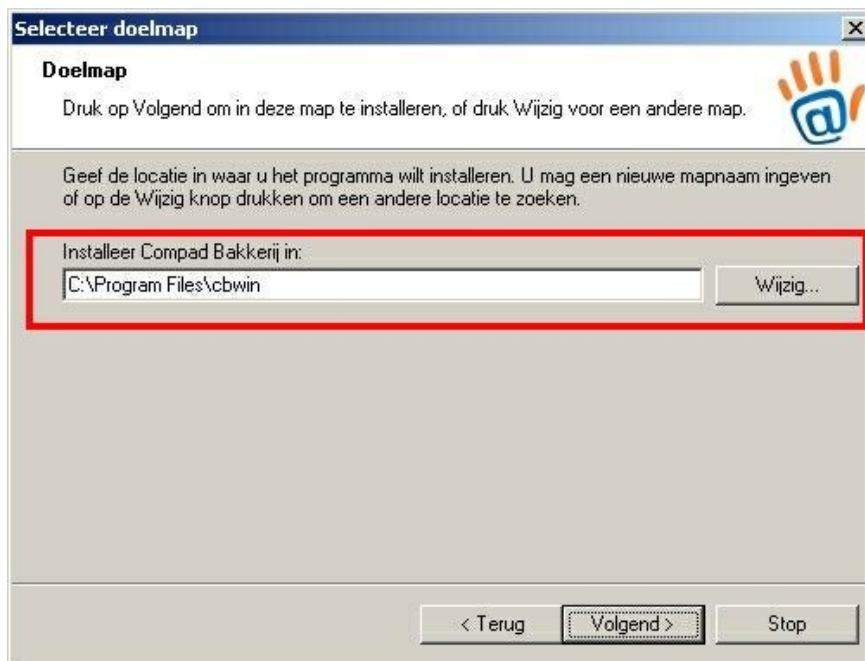 Selecteer doelmap
Doelmap
Druk op Volgend om in deze map te installeren, of druk Wijzig voor een andere map.
Geef de locatie in waar u het programma wilt installeren. U mag een nieuwe mapnaam ingeven
of op de Wijzig knop drukken om een andere locatie te zoeken.
Installeer Compad Bakkerij in:
C:\Program Files\cbwin
Wijzig...
< Terug
Volgend >
Stop